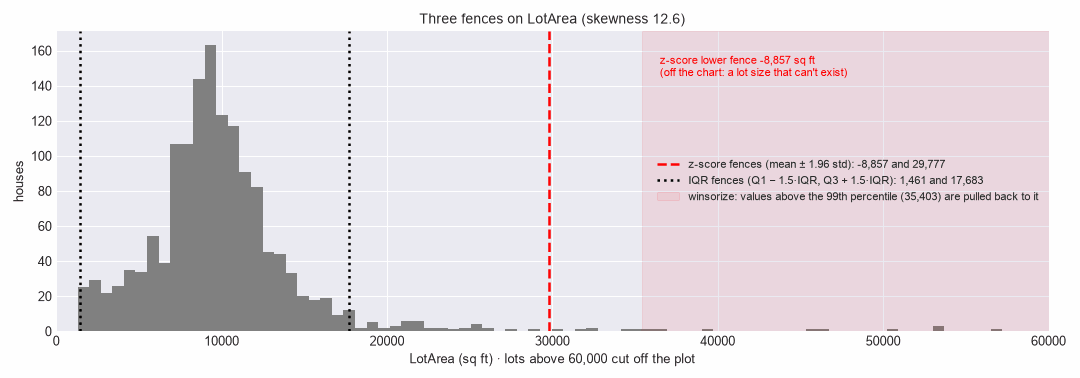 Three fences on LotArea (skewness 12.6)
160
140
120
100
80
60
40
20
0
houses
z-score lower fence -8,857 sq ft
(off the chart: a lot size that can't exist)
z-score fences (mean ± 1.96 std): -8,857 and 29,777
IQR fences (Q1 − 1.5·IQR, Q3 + 1.5·IQR): 1,461 and 17,683
winsorize: values above the 99th percentile (35,403) are pulled back to it
0 10000 20000 30000 40000 50000 60000
LotArea (sq ft) · lots above 60,000 cut off the plot